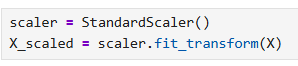 scaler = StandardScaler()
X_scaled = scaler.fit_transform(X)